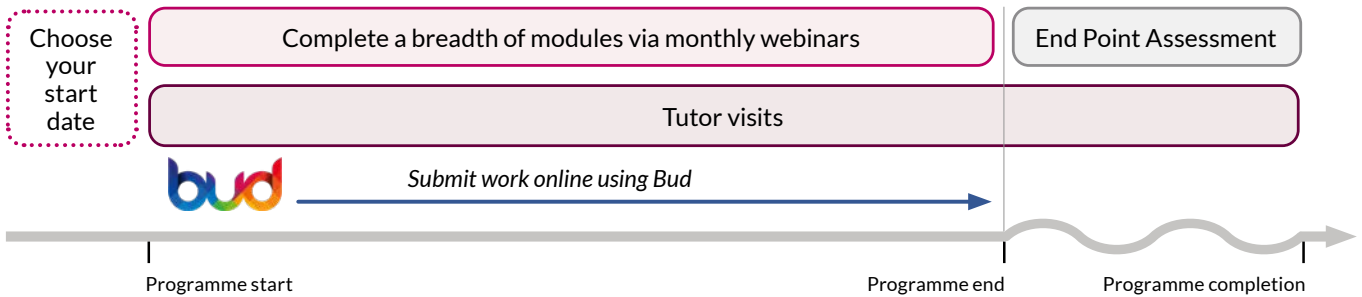 Choose
your
start
date
Complete a breadth of modules via monthly webinars
End Point Assessment
Tutor visits
bud
Submit work online using Bud
Programme start
Programme end
Programme completion